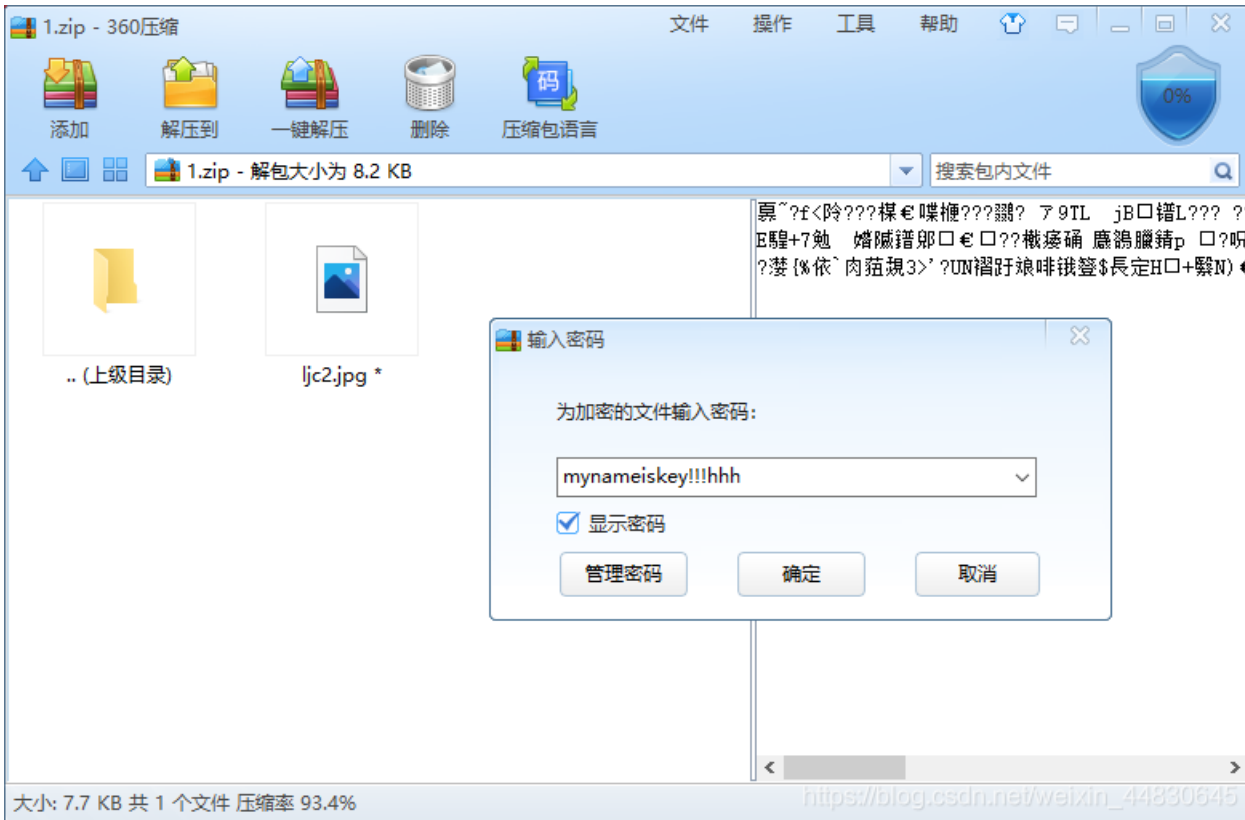 1.zip - 360压缩
文件 操作 工具 帮助
添加 解压到 一键解压 删除 压缩包语言
码
0%
1.zip - 解包大小为 8.2 KB
搜索包内文件
.. (上级目录) ljc2.jpg *
输入密码
为加密的文件输入密码:
mynameiskey!!!hhh
显示密码
管理密码 确定 取消
大小: 7.7 KB 共 1 个文件 压缩率 93.4%
https://blog.csdn.net/weixin_44830645